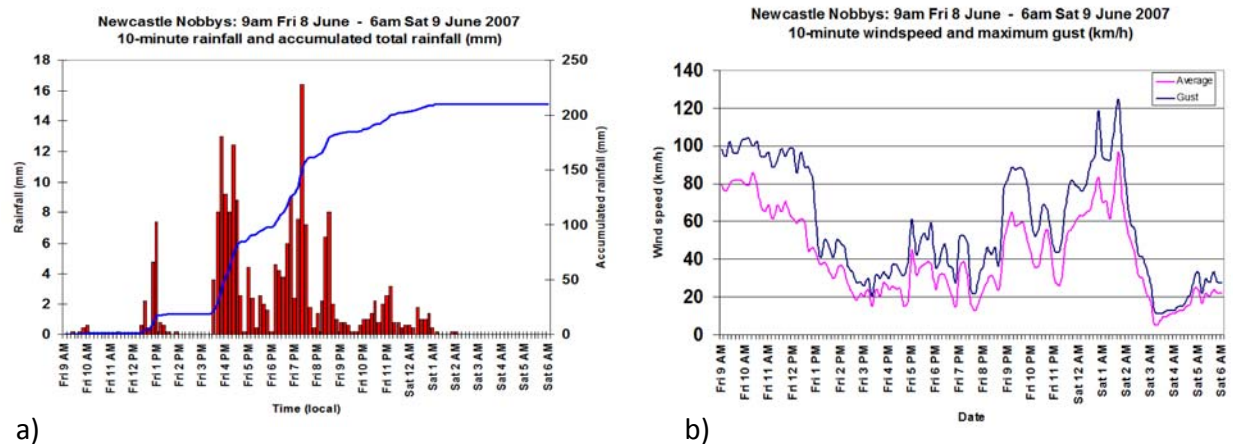 Newcastle Nobbys: 9am Fri 8 June - 6am Sat 9 June 2007
10-minute rainfall and accumulated total rainfall (mm)
18
16
14
12
10
8
6
4
2
0
Rainfall (mm)
250
200
150
100
50
0
Accumulated rainfall (mm)
Fri 9 AM
Fri 10 AM
Fri 11 AM
Fri 12 PM
Fri 1 PM
Fri 2 PM
Fri 3 PM
Fri 4 PM
Fri 5 PM
Fri 6 PM
Fri 7 PM
Fri 8 PM
Fri 9 PM
Fri 10 PM
Fri 11 PM
Sat 12 AM
Sat 1 AM
Sat 2 AM
Sat 3 AM
Sat 4 AM
Sat 5 AM
Sat 6 AM
Time (local)
a)
Newcastle Nobbys: 9am Fri 8 June - 6am Sat 9 June 2007
10-minute windspeed and maximum gust (km/h)
140
120
100
80
60
40
20
0
Wind speed (km/h)
Average
Gust
Fri 9 AM
Fri 10 AM
Fri 11 AM
Fri 12 PM
Fri 1 PM
Fri 2 PM
Fri 3 PM
Fri 4 PM
Fri 5 PM
Fri 6 PM
Fri 7 PM
Fri 8 PM
Fri 9 PM
Fri 10 PM
Fri 11 PM
Sat 12 AM
Sat 1 AM
Sat 2 AM
Sat 3 AM
Sat 4 AM
Sat 5 AM
Sat 6 AM
Date
b)